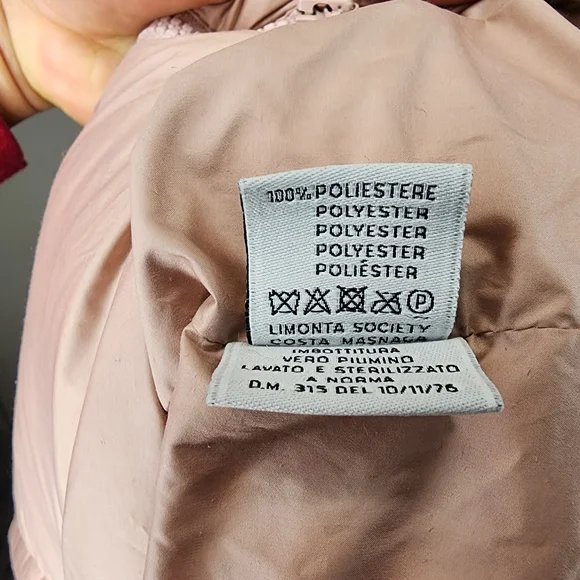 100% POLIESTERE
POLYESTER
POLYESTER
POLYESTER
POLIÉSTER
P
LIMONTA SOCIETY
COSTA MASNAGA
IMBOTTITURA
VERO PIUMINO
LAVATO E STERILIZZATO
A NORMA
D.M. 315 DEL 10/11/76